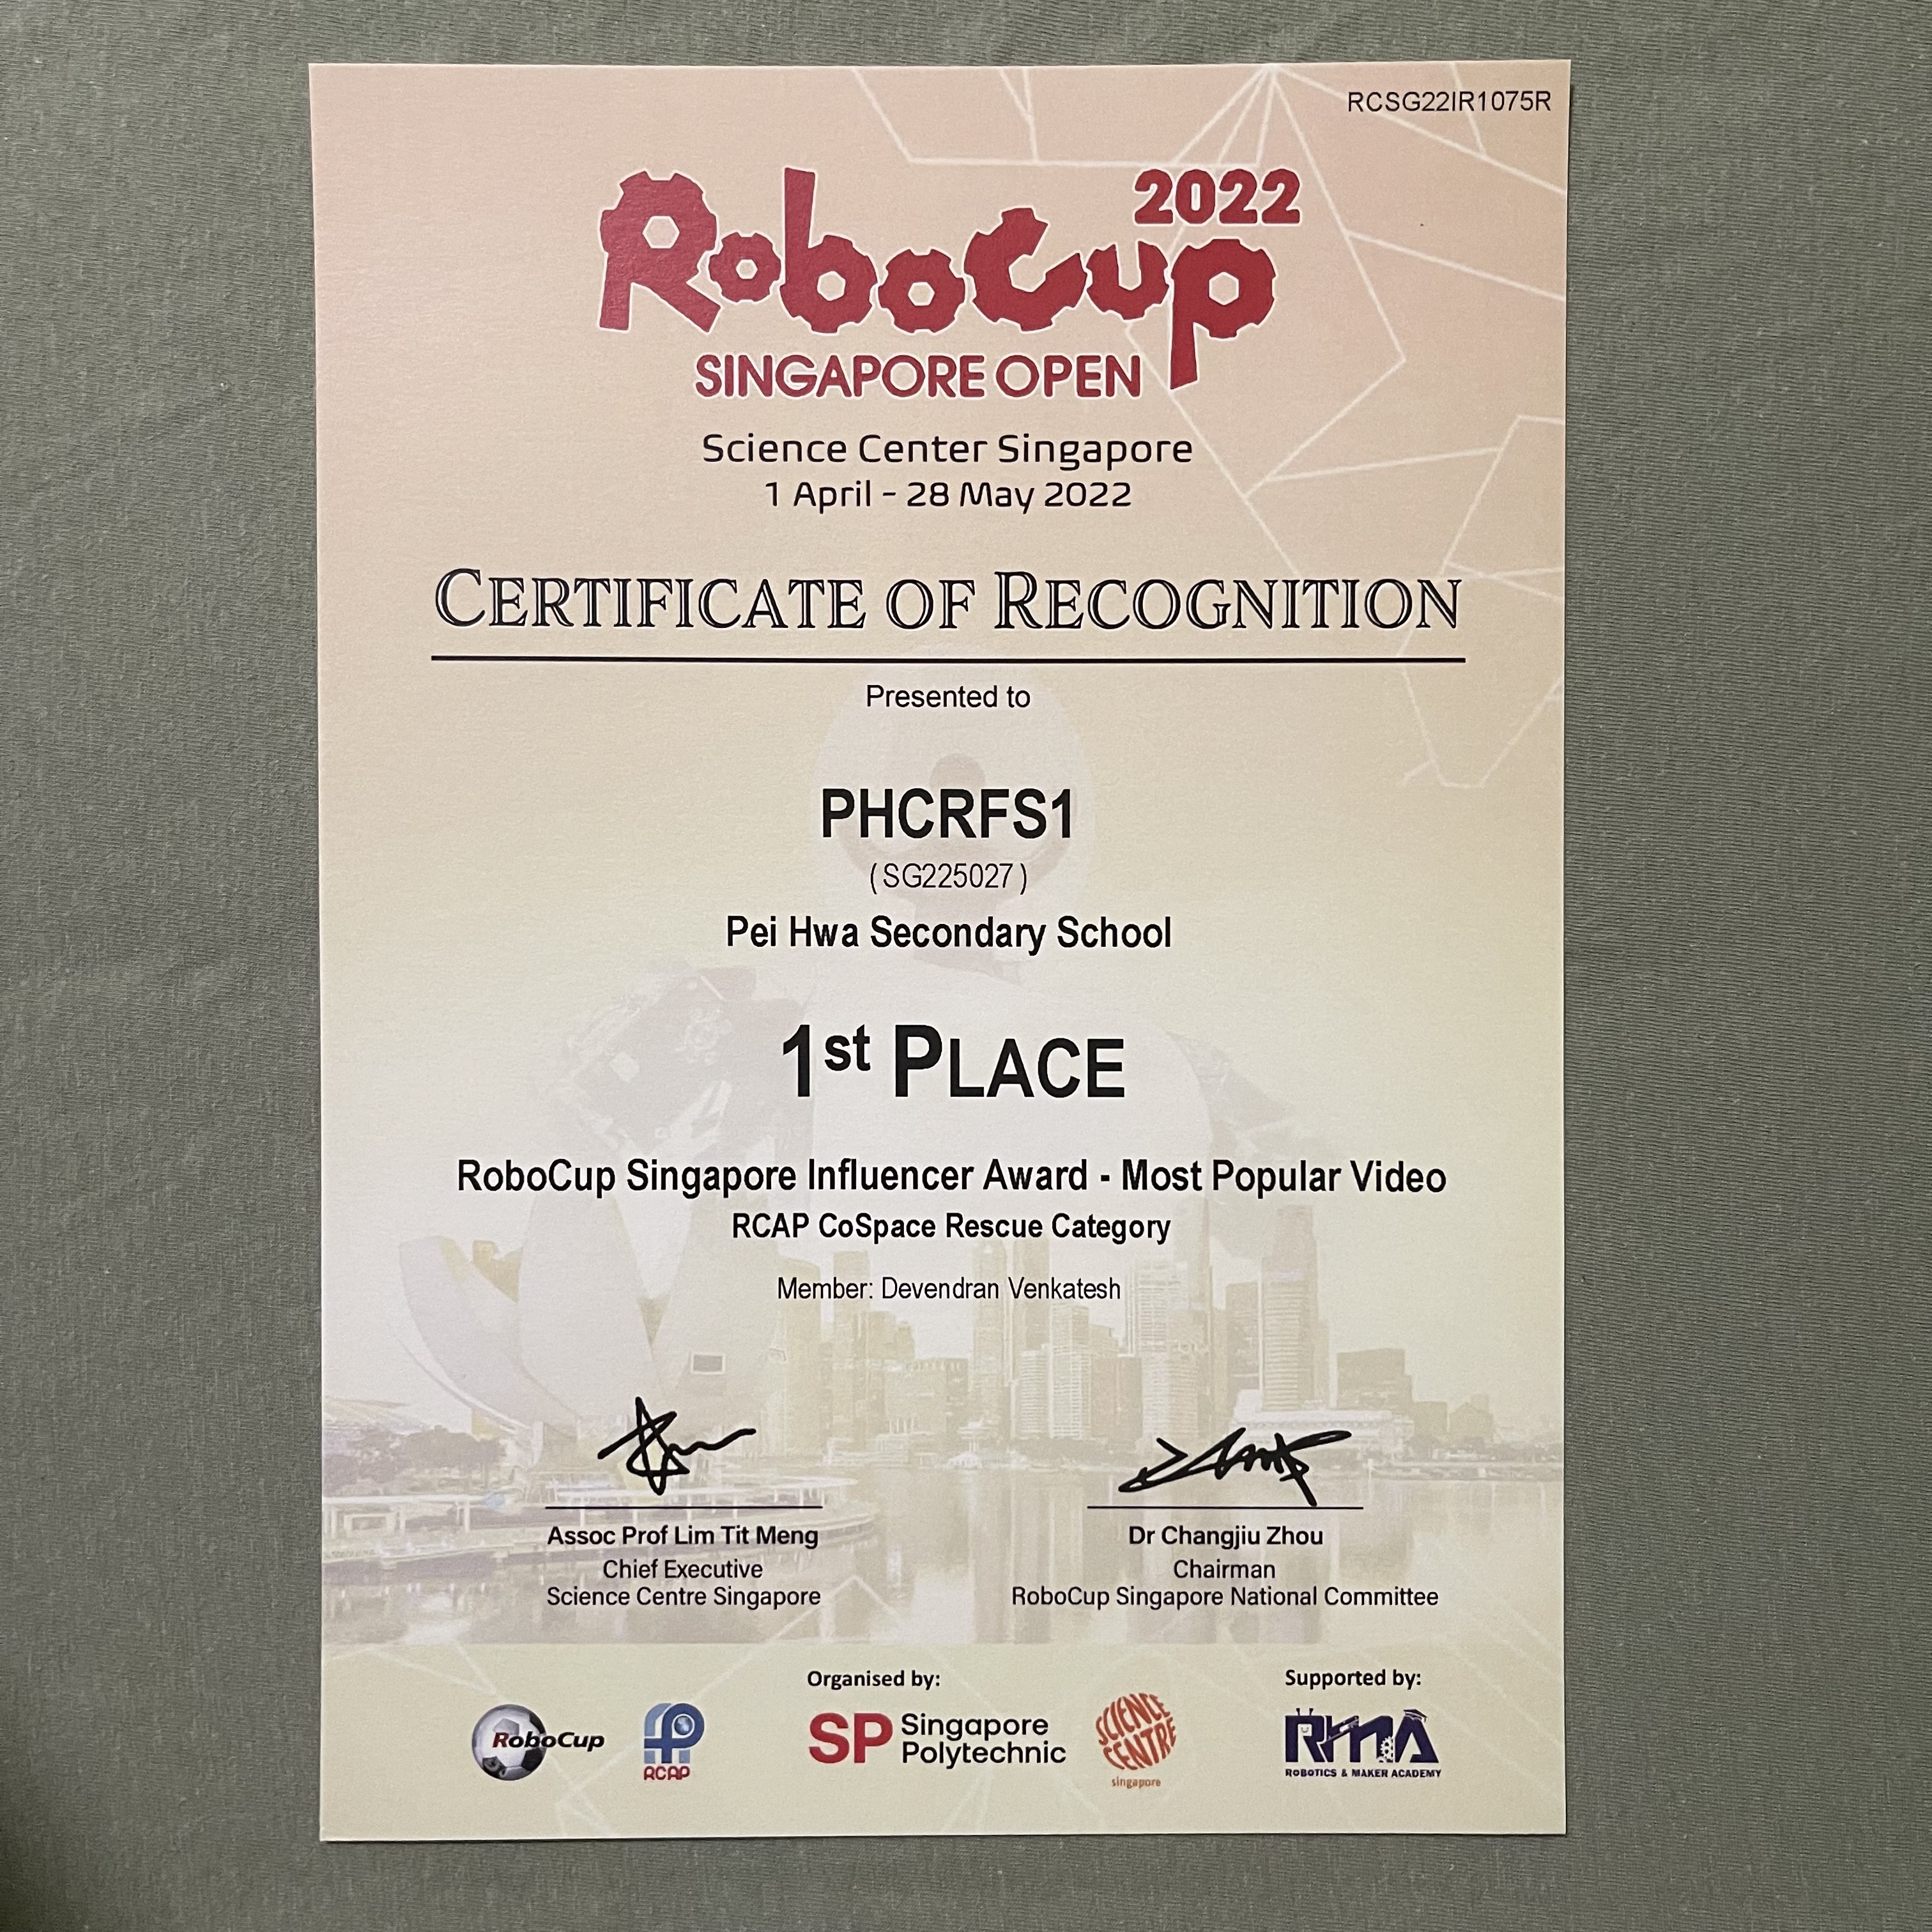 RCSG22IR1075R
2022
RoboCup
SINGAPORE OPEN
Science Center Singapore
1 April - 28 May 2022
CERTIFICATE OF RECOGNITION
Presented to
PHCRFS1
( SG225027 )
Pei Hwa Secondary School
1st PLACE
RoboCup Singapore Influencer Award - Most Popular Video
RCAP CoSpace Rescue Category
Member: Devendran Venkatesh
Assoc Prof Lim Tit Meng
Chief Executive
Science Centre Singapore
Dr Changjiu Zhou
Chairman
RoboCup Singapore National Committee
Organised by:
Supported by:
RoboCup
RCAP
SP Singapore
Polytechnic
SCIENCE
CENTRE
singapore
RMA
ROBOTICS & MAKER ACADEMY